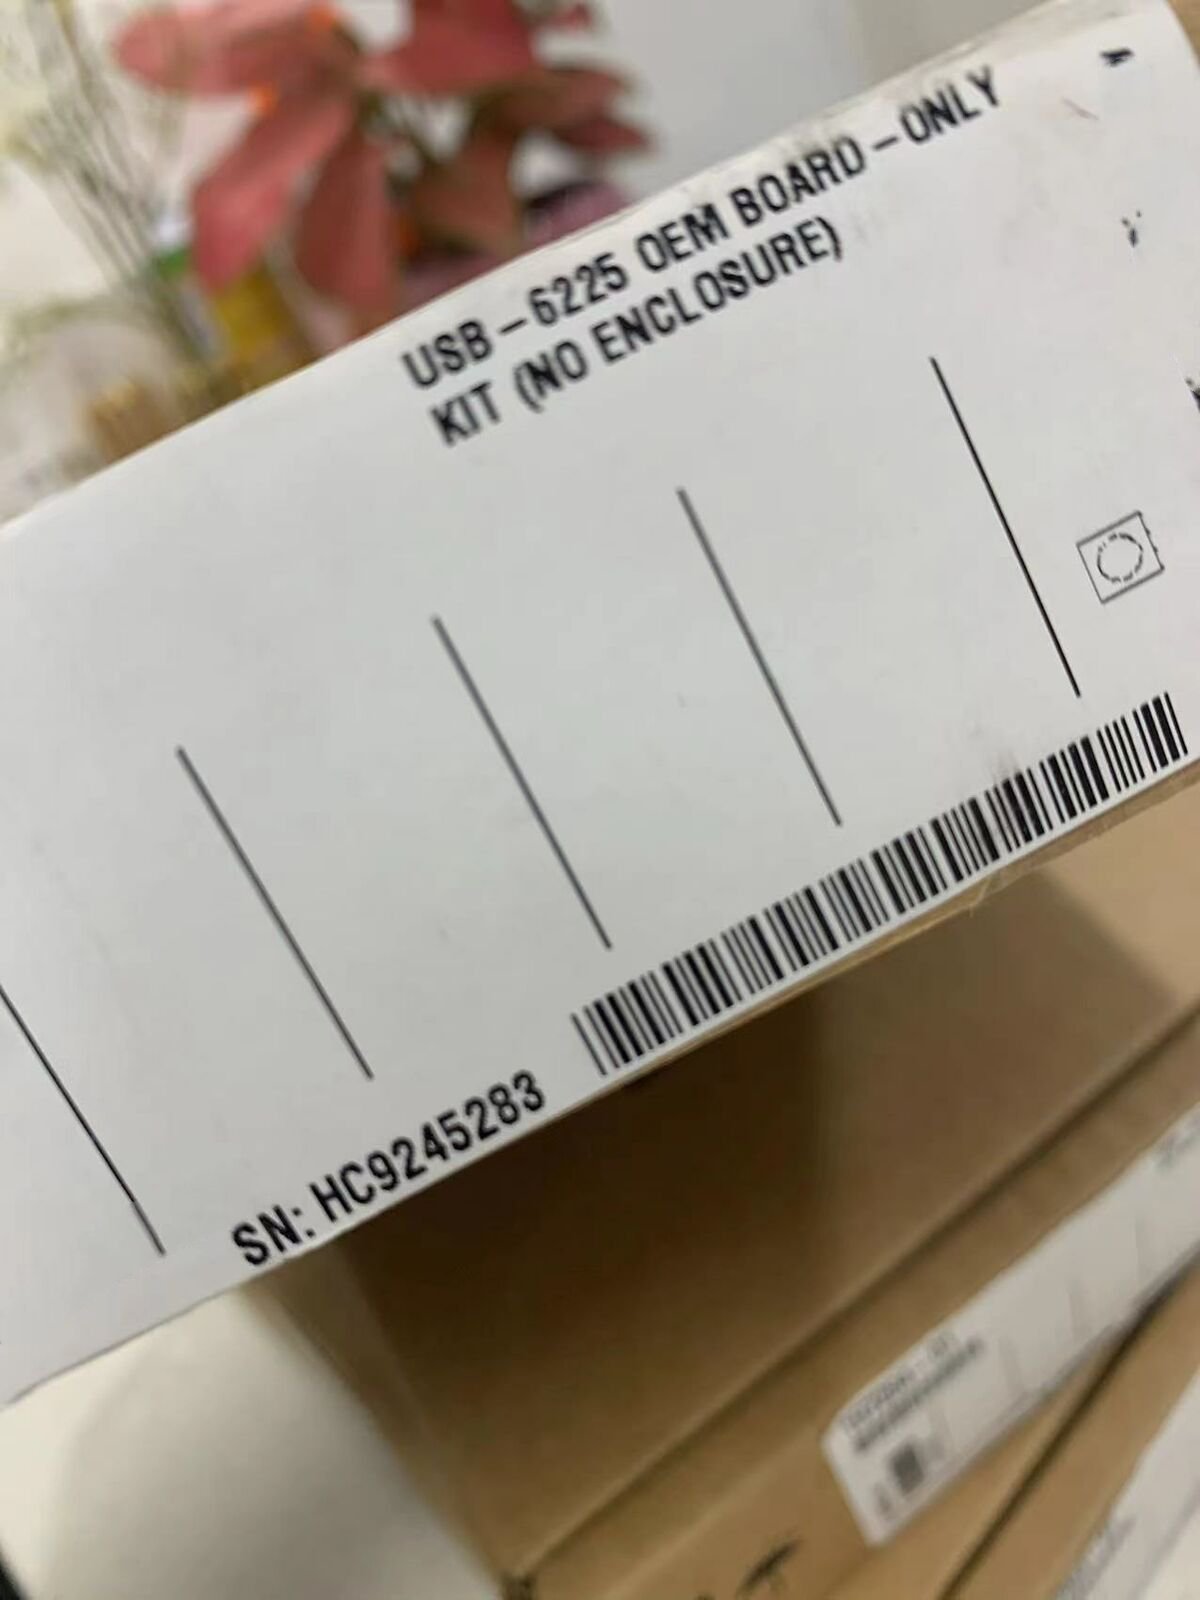 USB-6225 OEM BOARD-ONLY
KIT (NO ENCLOSURE)
SN: HC9245283